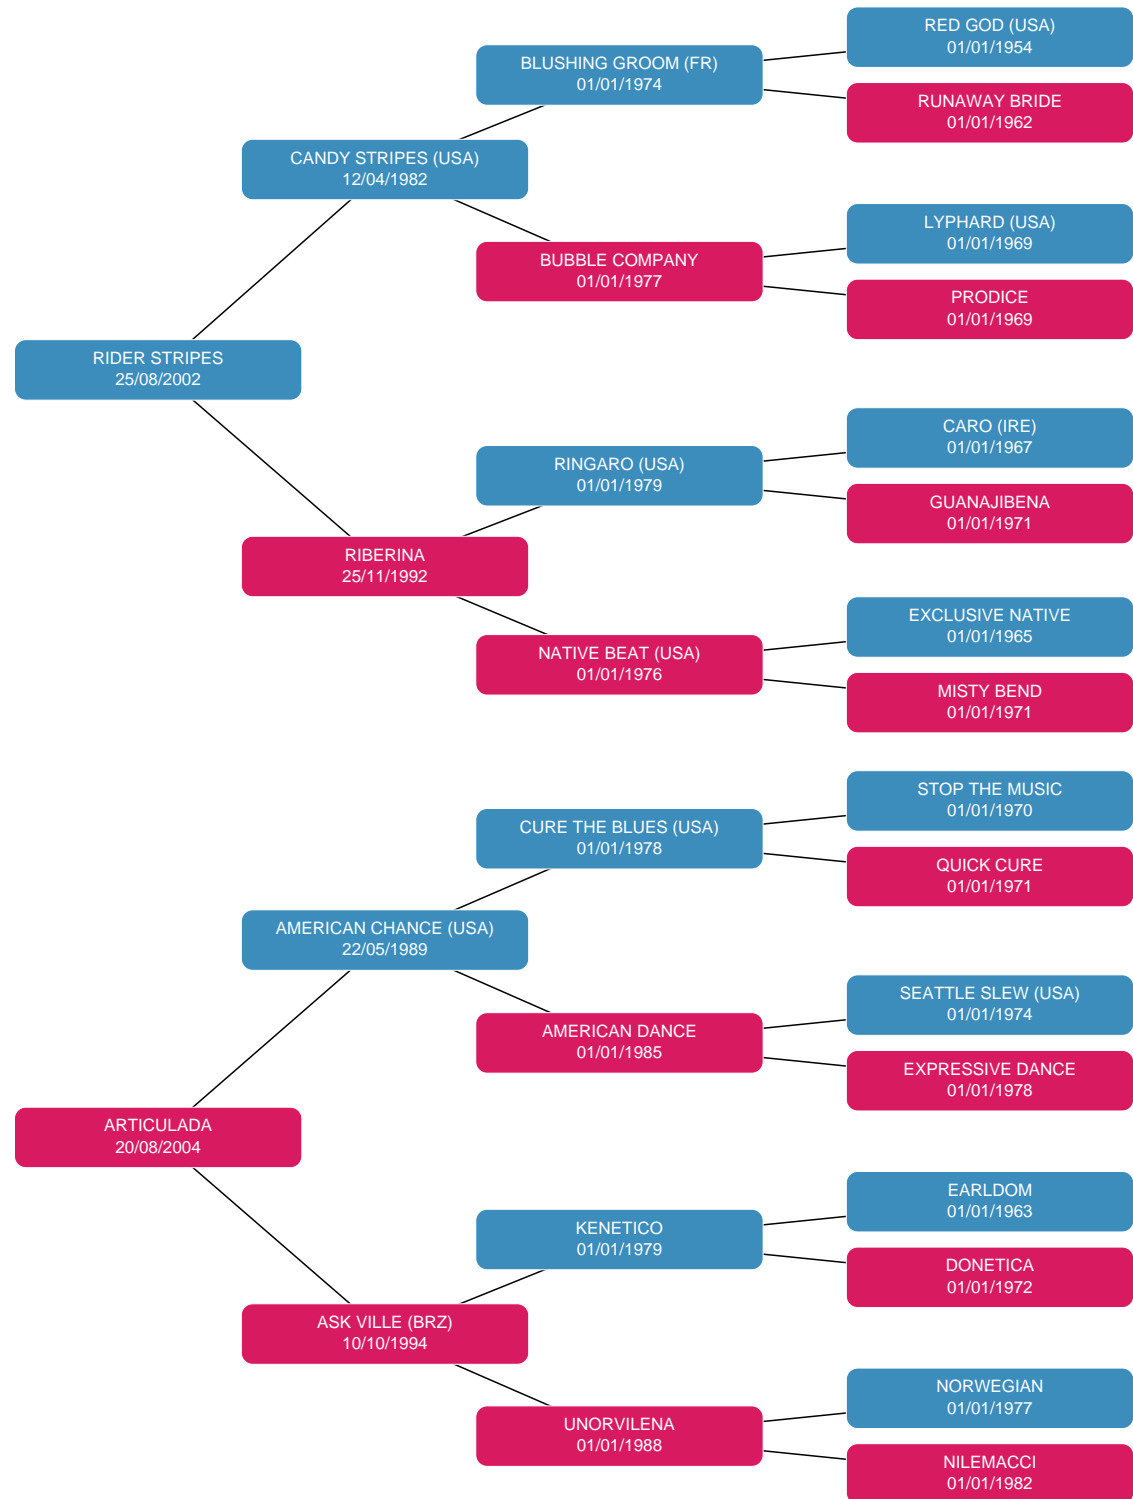 RED GOD (USA)
01/01/1954
BLUSHING GROOM (FR)
01/01/1974
RUNAWAY BRIDE
01/01/1962
CANDY STRIPES (USA)
12/04/1982
LYPHARD (USA)
01/01/1969
BUBBLE COMPANY
01/01/1977
PRODICE
01/01/1969
RIDER STRIPES
25/08/2002
CARO (IRE)
01/01/1967
RINGARO (USA)
01/01/1979
GUANAJIBENA
01/01/1971
RIBERINA
25/11/1992
EXCLUSIVE NATIVE
01/01/1965
NATIVE BEAT (USA)
01/01/1976
MISTY BEND
01/01/1971
STOP THE MUSIC
01/01/1970
CURE THE BLUES (USA)
01/01/1978
QUICK CURE
01/01/1971
AMERICAN CHANCE (USA)
22/05/1989
SEATTLE SLEW (USA)
01/01/1974
AMERICAN DANCE
01/01/1985
EXPRESSIVE DANCE
01/01/1978
ARTICULADA
20/08/2004
EARLDOM
01/01/1963
KENETICO
01/01/1979
DONETICA
01/01/1972
ASK VILLE (BRZ)
10/10/1994
NORWEGIAN
01/01/1977
UNORVILENA
01/01/1988
NILEMACCI
01/01/1982